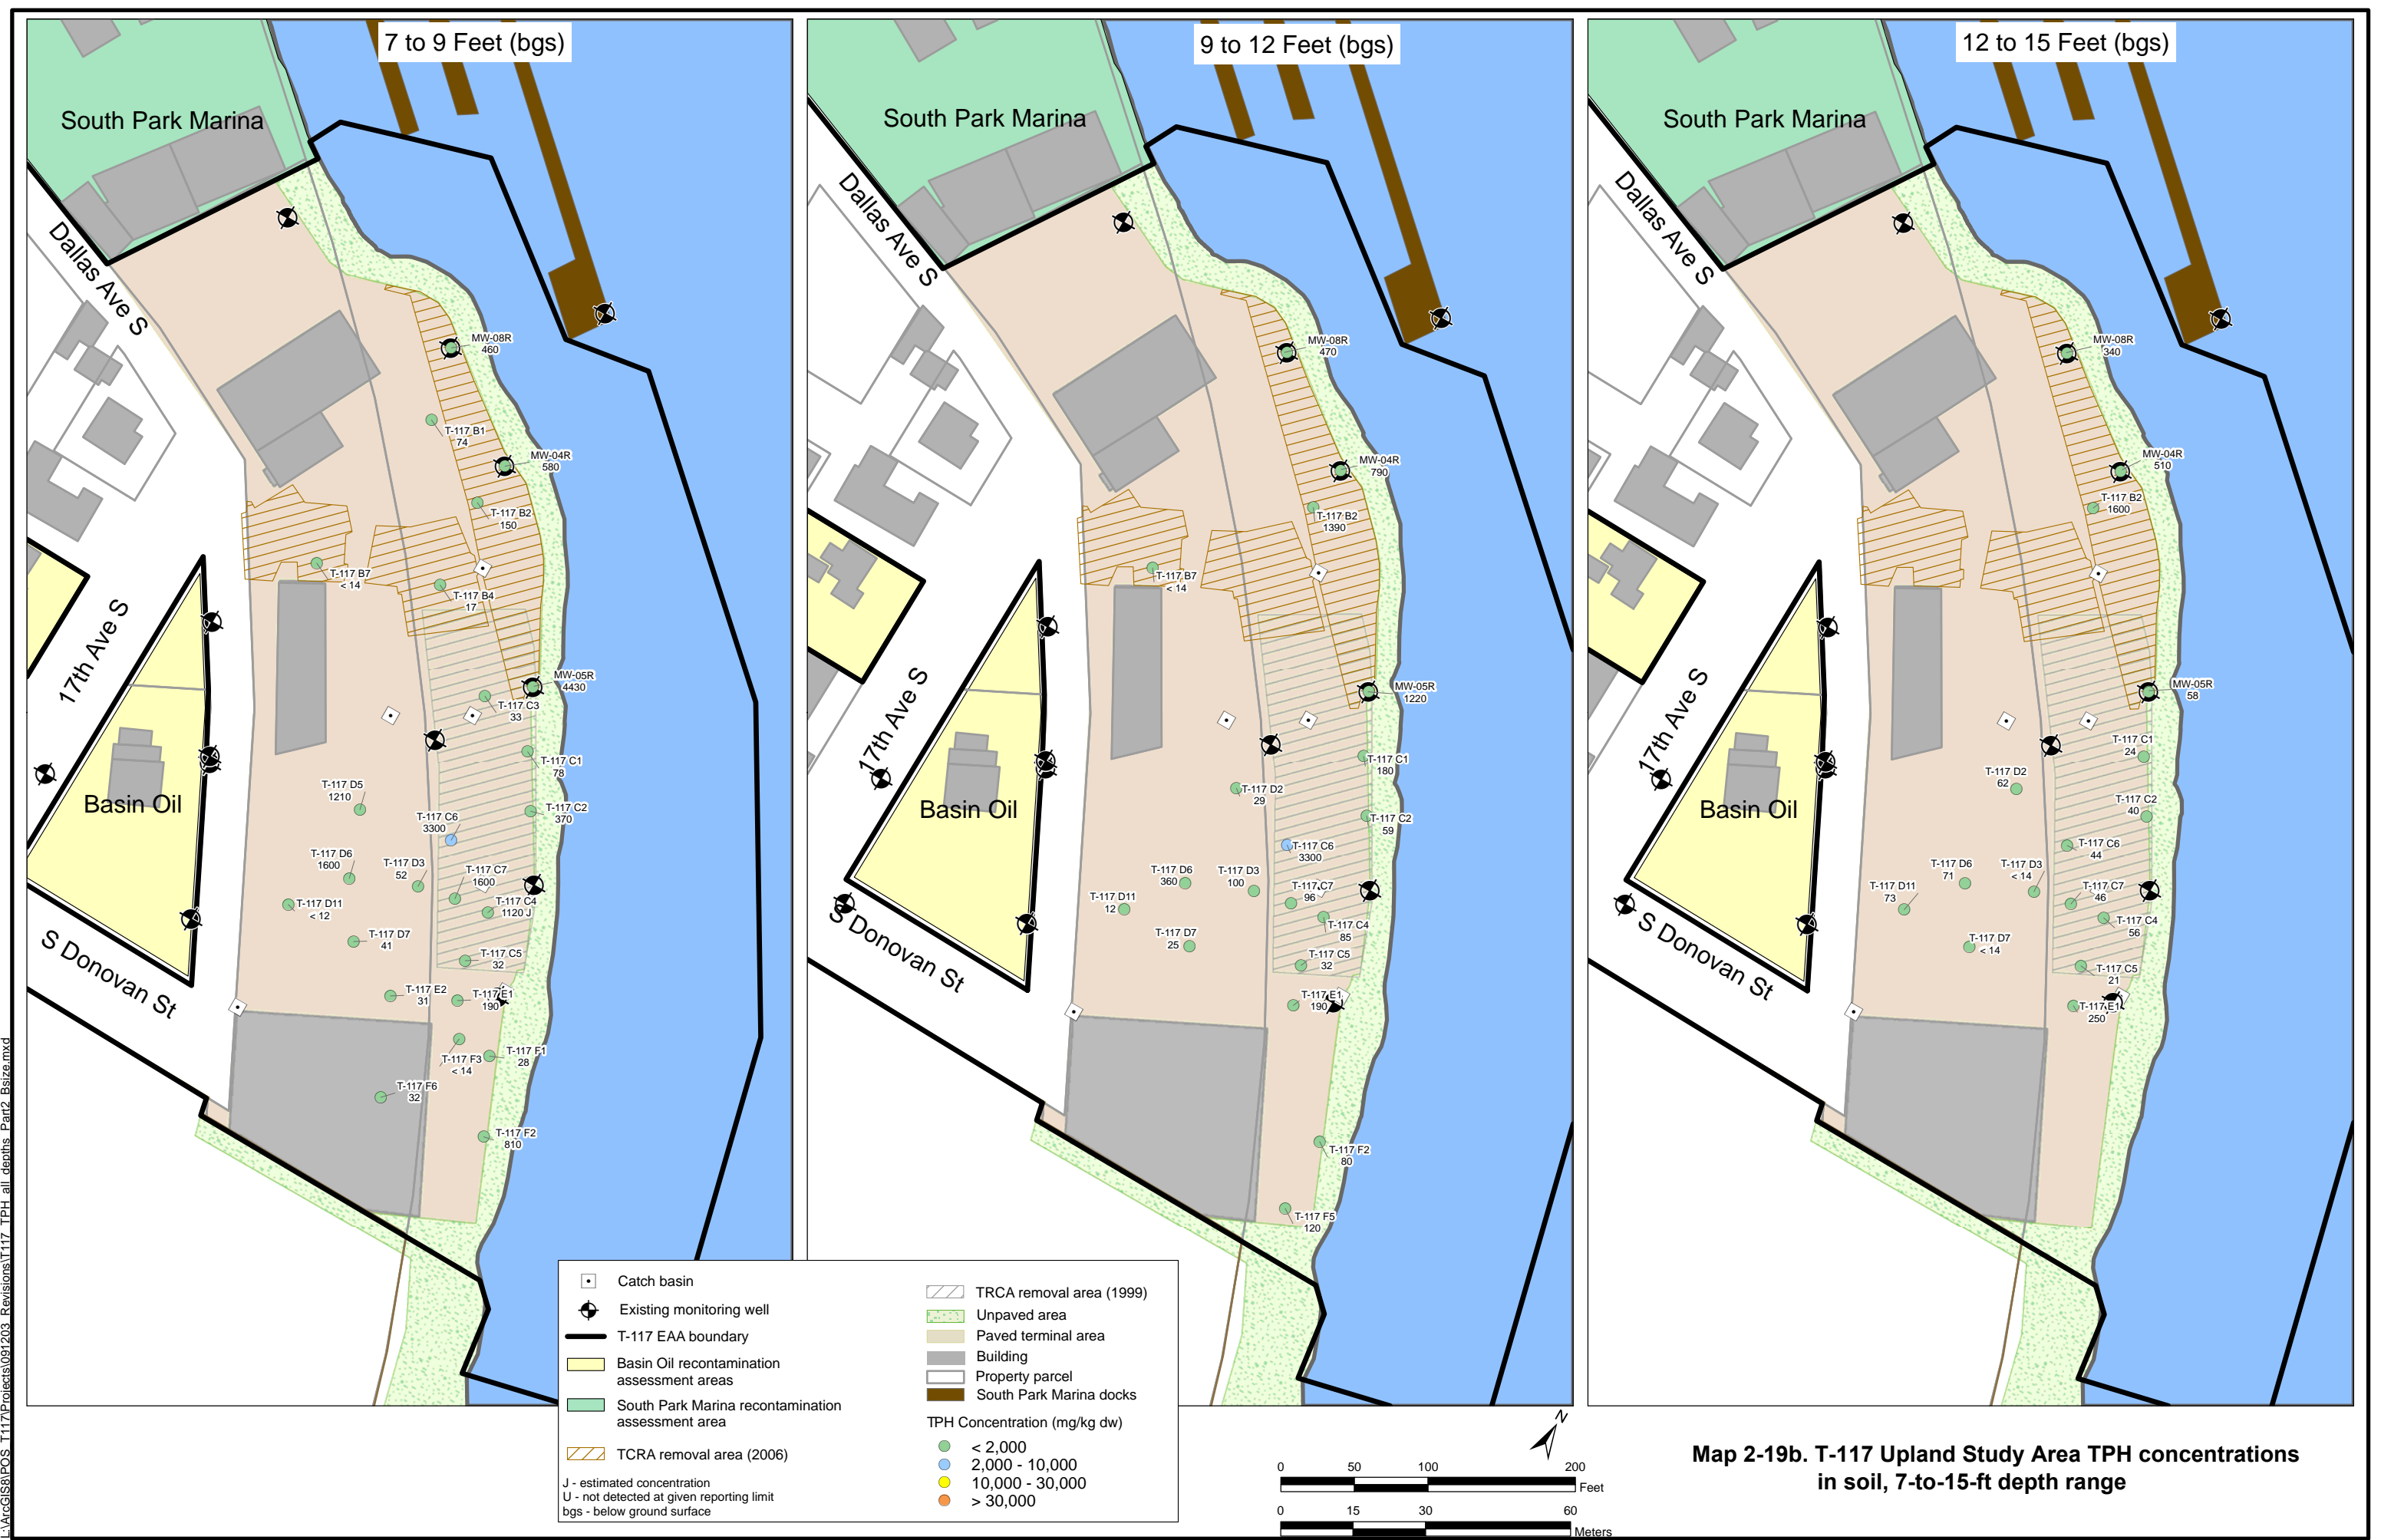 7 to 9 Feet (bgs)
South Park Marina
Dallas Ave S
MW-08R
460
T-117 B1
74
MW-04R
580
T-117 B2
150
T-117 B7
< 14
T-117 B4
17
17th Ave S
MW-05R
4430
T-117 C3
33
T-117 C1
78
T-117 D5
1210
Basin Oil
T-117 C2
370
T-117 C6
3300
T-117 D6
1600
T-117 D3
52
T-117 C7
1600
T-117 D11
< 12
T-117 C4
1120 J
T-117 D7
41
S Donovan St
T-117 C5
32
T-117 E2
31
T-117 E1
190
T-117 F3
< 14
T-117 F1
28
T-117 F6
32
T-117 F2
810
9 to 12 Feet (bgs)
South Park Marina
Dallas Ave S
MW-08R
470
MW-04R
790
T-117 B2
1390
T-117 B7
< 14
17th Ave S
MW-05R
1220
T-117 C1
180
T-117 D2
29
Basin Oil
T-117 C2
59
T-117 C6
3300
T-117 D6
360
T-117 D3
100
T-117 C7
96
T-117 D11
12
T-117 C4
85
T-117 D7
25
S Donovan St
T-117 C5
32
T-117 E1
190
T-117 F2
80
T-117 F5
120
12 to 15 Feet (bgs)
South Park Marina
Dallas Ave S
MW-08R
340
MW-04R
510
T-117 B2
1600
17th Ave S
MW-05R
58
T-117 C1
24
T-117 D2
62
Basin Oil
T-117 C2
40
T-117 C6
44
T-117 D6
71
T-117 D3
< 14
T-117 D11
73
T-117 C7
46
T-117 C4
56
T-117 D7
< 14
S Donovan St
T-117 C5
21
T-117 E1
250
Catch basin
Existing monitoring well
T-117 EAA boundary
Basin Oil recontamination
assessment areas
South Park Marina recontamination
assessment area
TCRA removal area (2006)
J - estimated concentration
U - not detected at given reporting limit
bgs - below ground surface
TRCA removal area (1999)
Unpaved area
Paved terminal area
Building
Property parcel
South Park Marina docks
TPH Concentration (mg/kg dw)
< 2,000
2,000 - 10,000
10,000 - 30,000
> 30,000
N
0 50 100 200
Feet
0 15 30 60
Meters
Map 2-19b. T-117 Upland Study Area TPH concentrations
in soil, 7-to-15-ft depth range
L:\ArcGIS8\POS_T117\Projects\091203_Revisions\T117_TPH_all_depths_Part2_Bsize.mxd